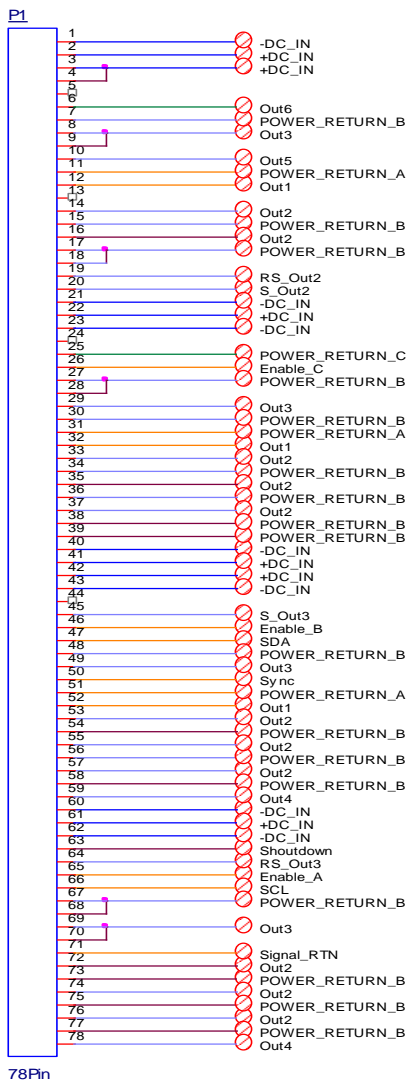 P1
1 -DC_IN
2 +DC_IN
3 +DC_IN
4
5
6 Out6
7 POWER_RETURN_B
8 Out3
9
10 Out5
11 POWER_RETURN_A
12 Out1
13
14 Out2
15 POWER_RETURN_B
16 Out2
17 POWER_RETURN_B
18
19 RS_Out2
20 S_Out2
21 -DC_IN
22 +DC_IN
23 -DC_IN
24
25 POWER_RETURN_C
26 Enable_C
27 POWER_RETURN_B
28
29 Out3
30 POWER_RETURN_B
31 POWER_RETURN_A
32 Out1
33 Out2
34 POWER_RETURN_B
35 Out2
36 POWER_RETURN_B
37 Out2
38 POWER_RETURN_B
39 POWER_RETURN_B
40 -DC_IN
41 +DC_IN
42 +DC_IN
43 -DC_IN
44
45 S_Out3
46 Enable_B
47 SDA
48 POWER_RETURN_B
49 Out3
50 Sync
51 POWER_RETURN_A
52 Out1
53 Out2
54 POWER_RETURN_B
55 Out2
56 POWER_RETURN_B
57 Out2
58 POWER_RETURN_B
59 Out4
60 -DC_IN
61 +DC_IN
62 -DC_IN
63 Shoutdown
64 RS_Out3
65 Enable_A
66 SCL
67 POWER_RETURN_B
68
69 Out3
70
71 Signal_RTN
72 Out2
73 POWER_RETURN_B
74 Out2
75 POWER_RETURN_B
76 Out2
77 POWER_RETURN_B
78 Out4
78Pin